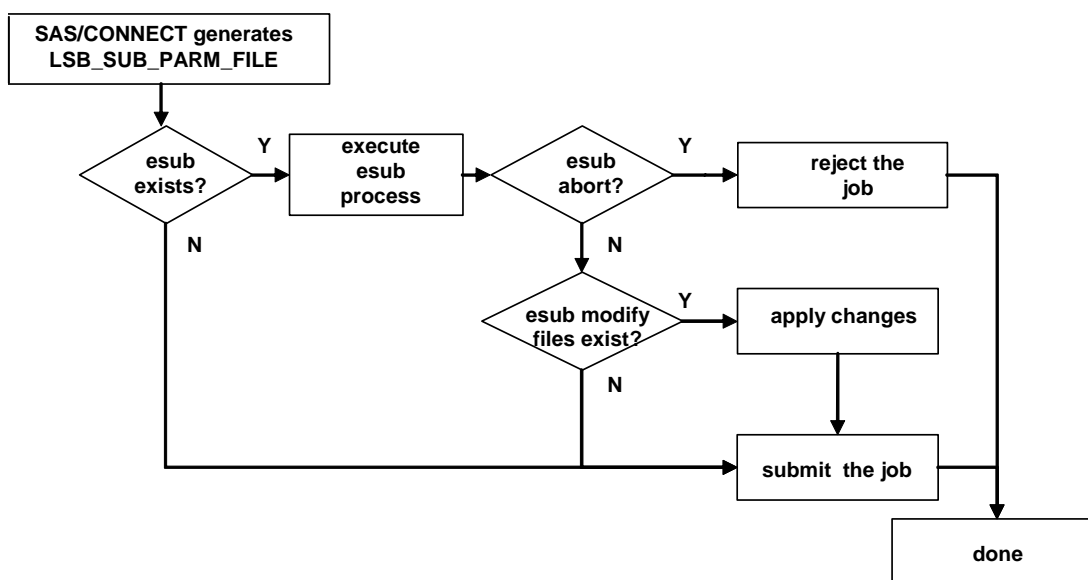 SAS/CONNECT generates
LSB_SUB_PARM_FILE
esub
exists?
Y
N
execute
esub
process
esub
abort?
Y
N
reject the
job
esub modify
files exist?
Y
N
apply changes
submit the job
done